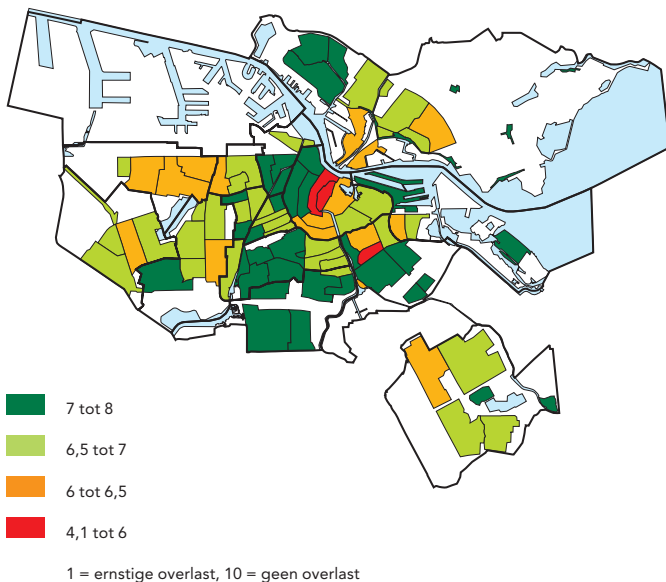 7 tot 8
6,5 tot 7
6 tot 6,5
4,1 tot 6
1 = ernstige overlast, 10 = geen overlast